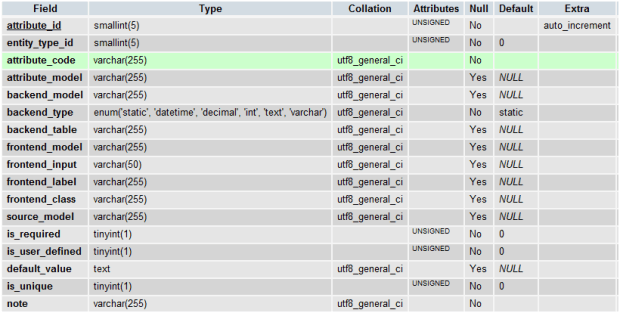 Field Type Collation Attributes Null Default Extra
attribute_id smallint(5) UNSIGNED No auto_increment
entity_type_id smallint(5) UNSIGNED No 0
attribute_code varchar(255) utf8_general_ci No
attribute_model varchar(255) utf8_general_ci Yes NULL
backend_model varchar(255) utf8_general_ci Yes NULL
backend_type enum('static', 'datetime', 'decimal', 'int', 'text', 'varchar') utf8_general_ci No static
backend_table varchar(255) utf8_general_ci Yes NULL
frontend_model varchar(255) utf8_general_ci Yes NULL
frontend_input varchar(50) utf8_general_ci Yes NULL
frontend_label varchar(255) utf8_general_ci Yes NULL
frontend_class varchar(255) utf8_general_ci Yes NULL
source_model varchar(255) utf8_general_ci Yes NULL
is_required tinyint(1) UNSIGNED No 0
is_user_defined tinyint(1) UNSIGNED No 0
default_value text utf8_general_ci Yes NULL
is_unique tinyint(1) UNSIGNED No 0
note varchar(255) utf8_general_ci No